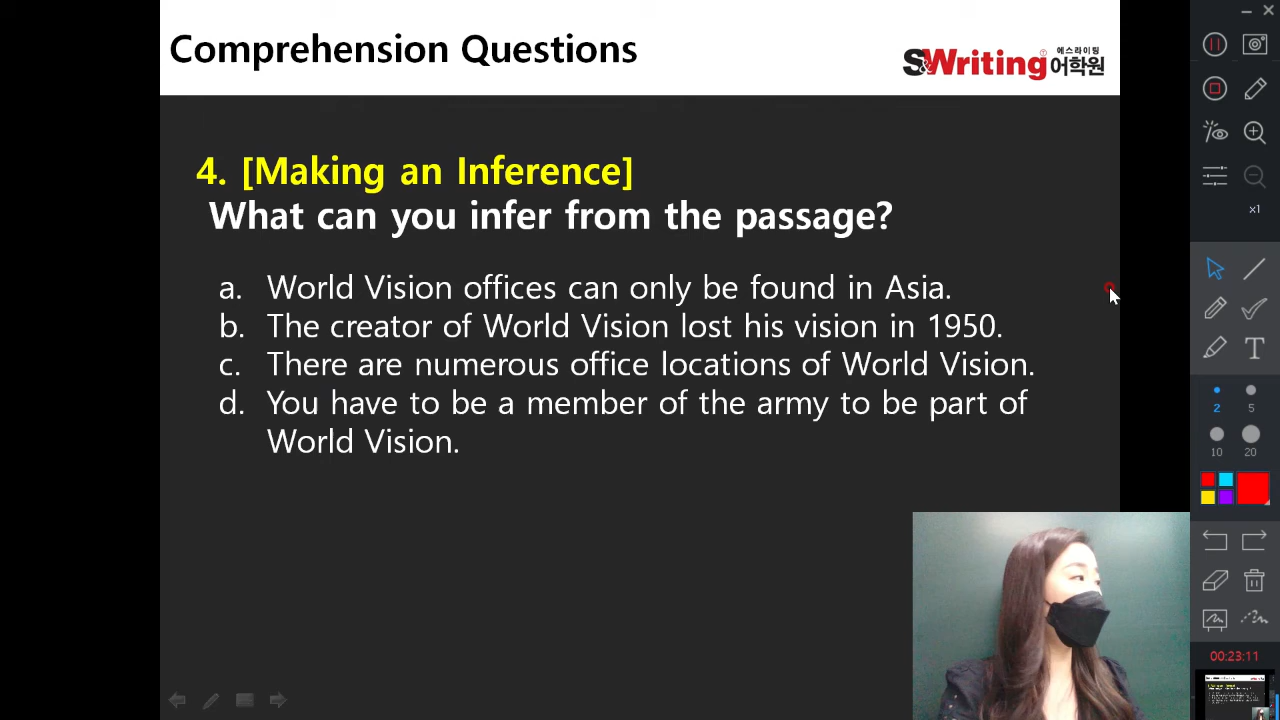 Comprehension Questions
S&Writing 에스라이팅 어학원
4. [Making an Inference]
What can you infer from the passage?
a. World Vision offices can only be found in Asia.
b. The creator of World Vision lost his vision in 1950.
c. There are numerous office locations of World Vision.
d. You have to be a member of the army to be part of
World Vision.
x1
T
2 5
10 20
00:23:11